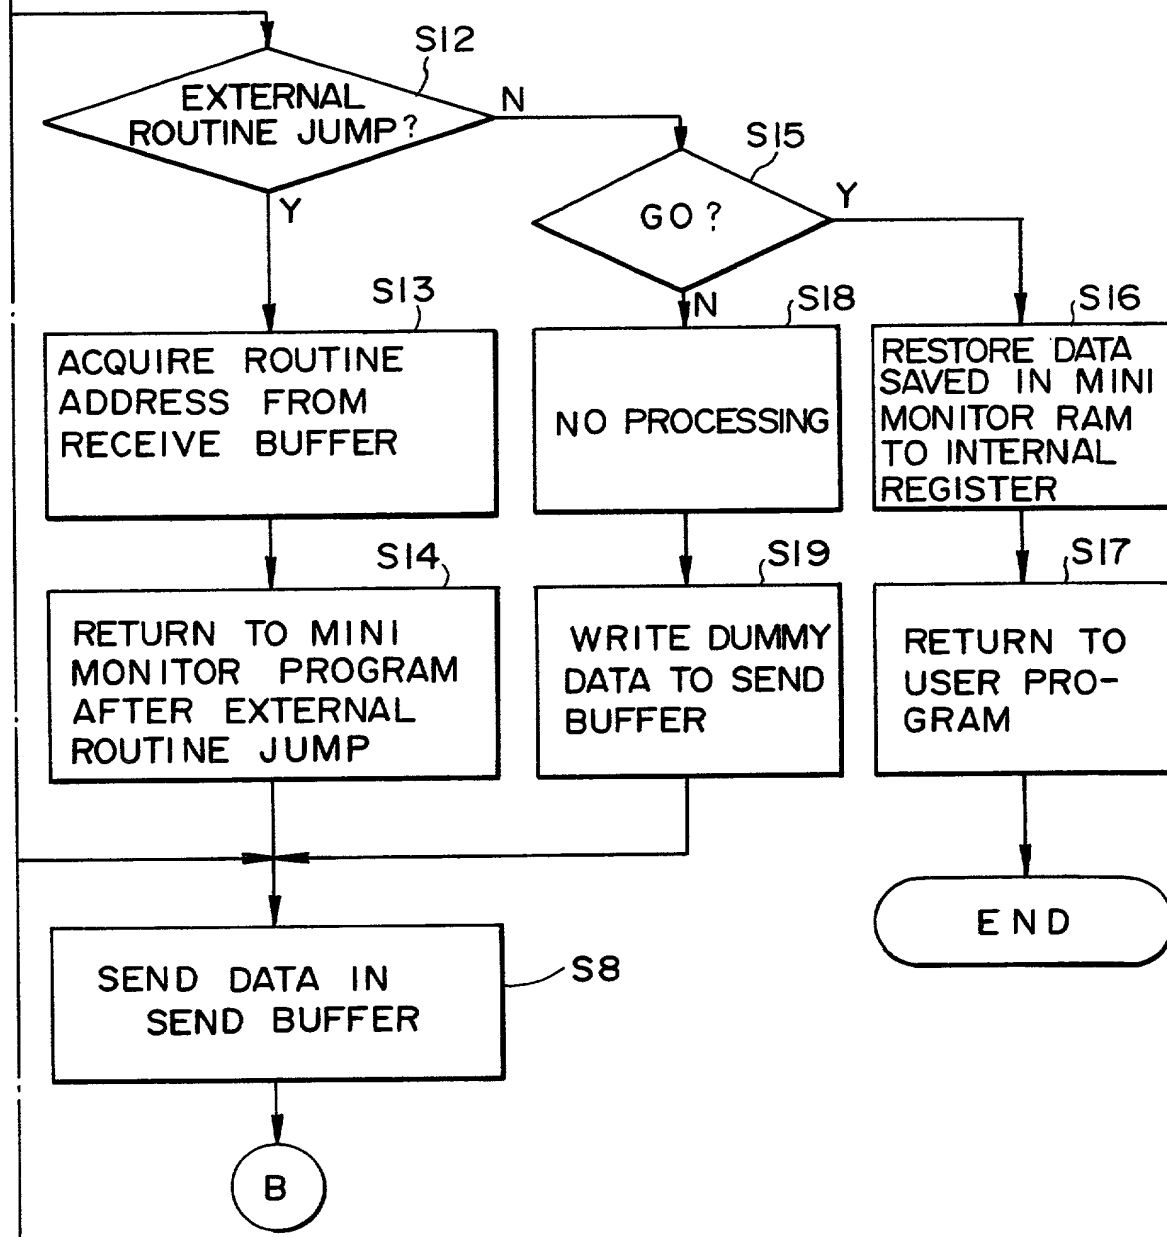 S12
EXTERNAL
ROUTINE JUMP?
N
Y
S15
GO?
Y
N
S13
ACQUIRE ROUTINE
ADDRESS FROM
RECEIVE BUFFER
S18
NO PROCESSING
S16
RESTORE DATA
SAVED IN MINI
MONITOR RAM
TO INTERNAL
REGISTER
S14
RETURN TO MINI
MONITOR PROGRAM
AFTER EXTERNAL
ROUTINE JUMP
S19
WRITE DUMMY
DATA TO SEND
BUFFER
S17
RETURN TO
USER PRO-
GRAM
END
S8
SEND DATA IN
SEND BUFFER
B